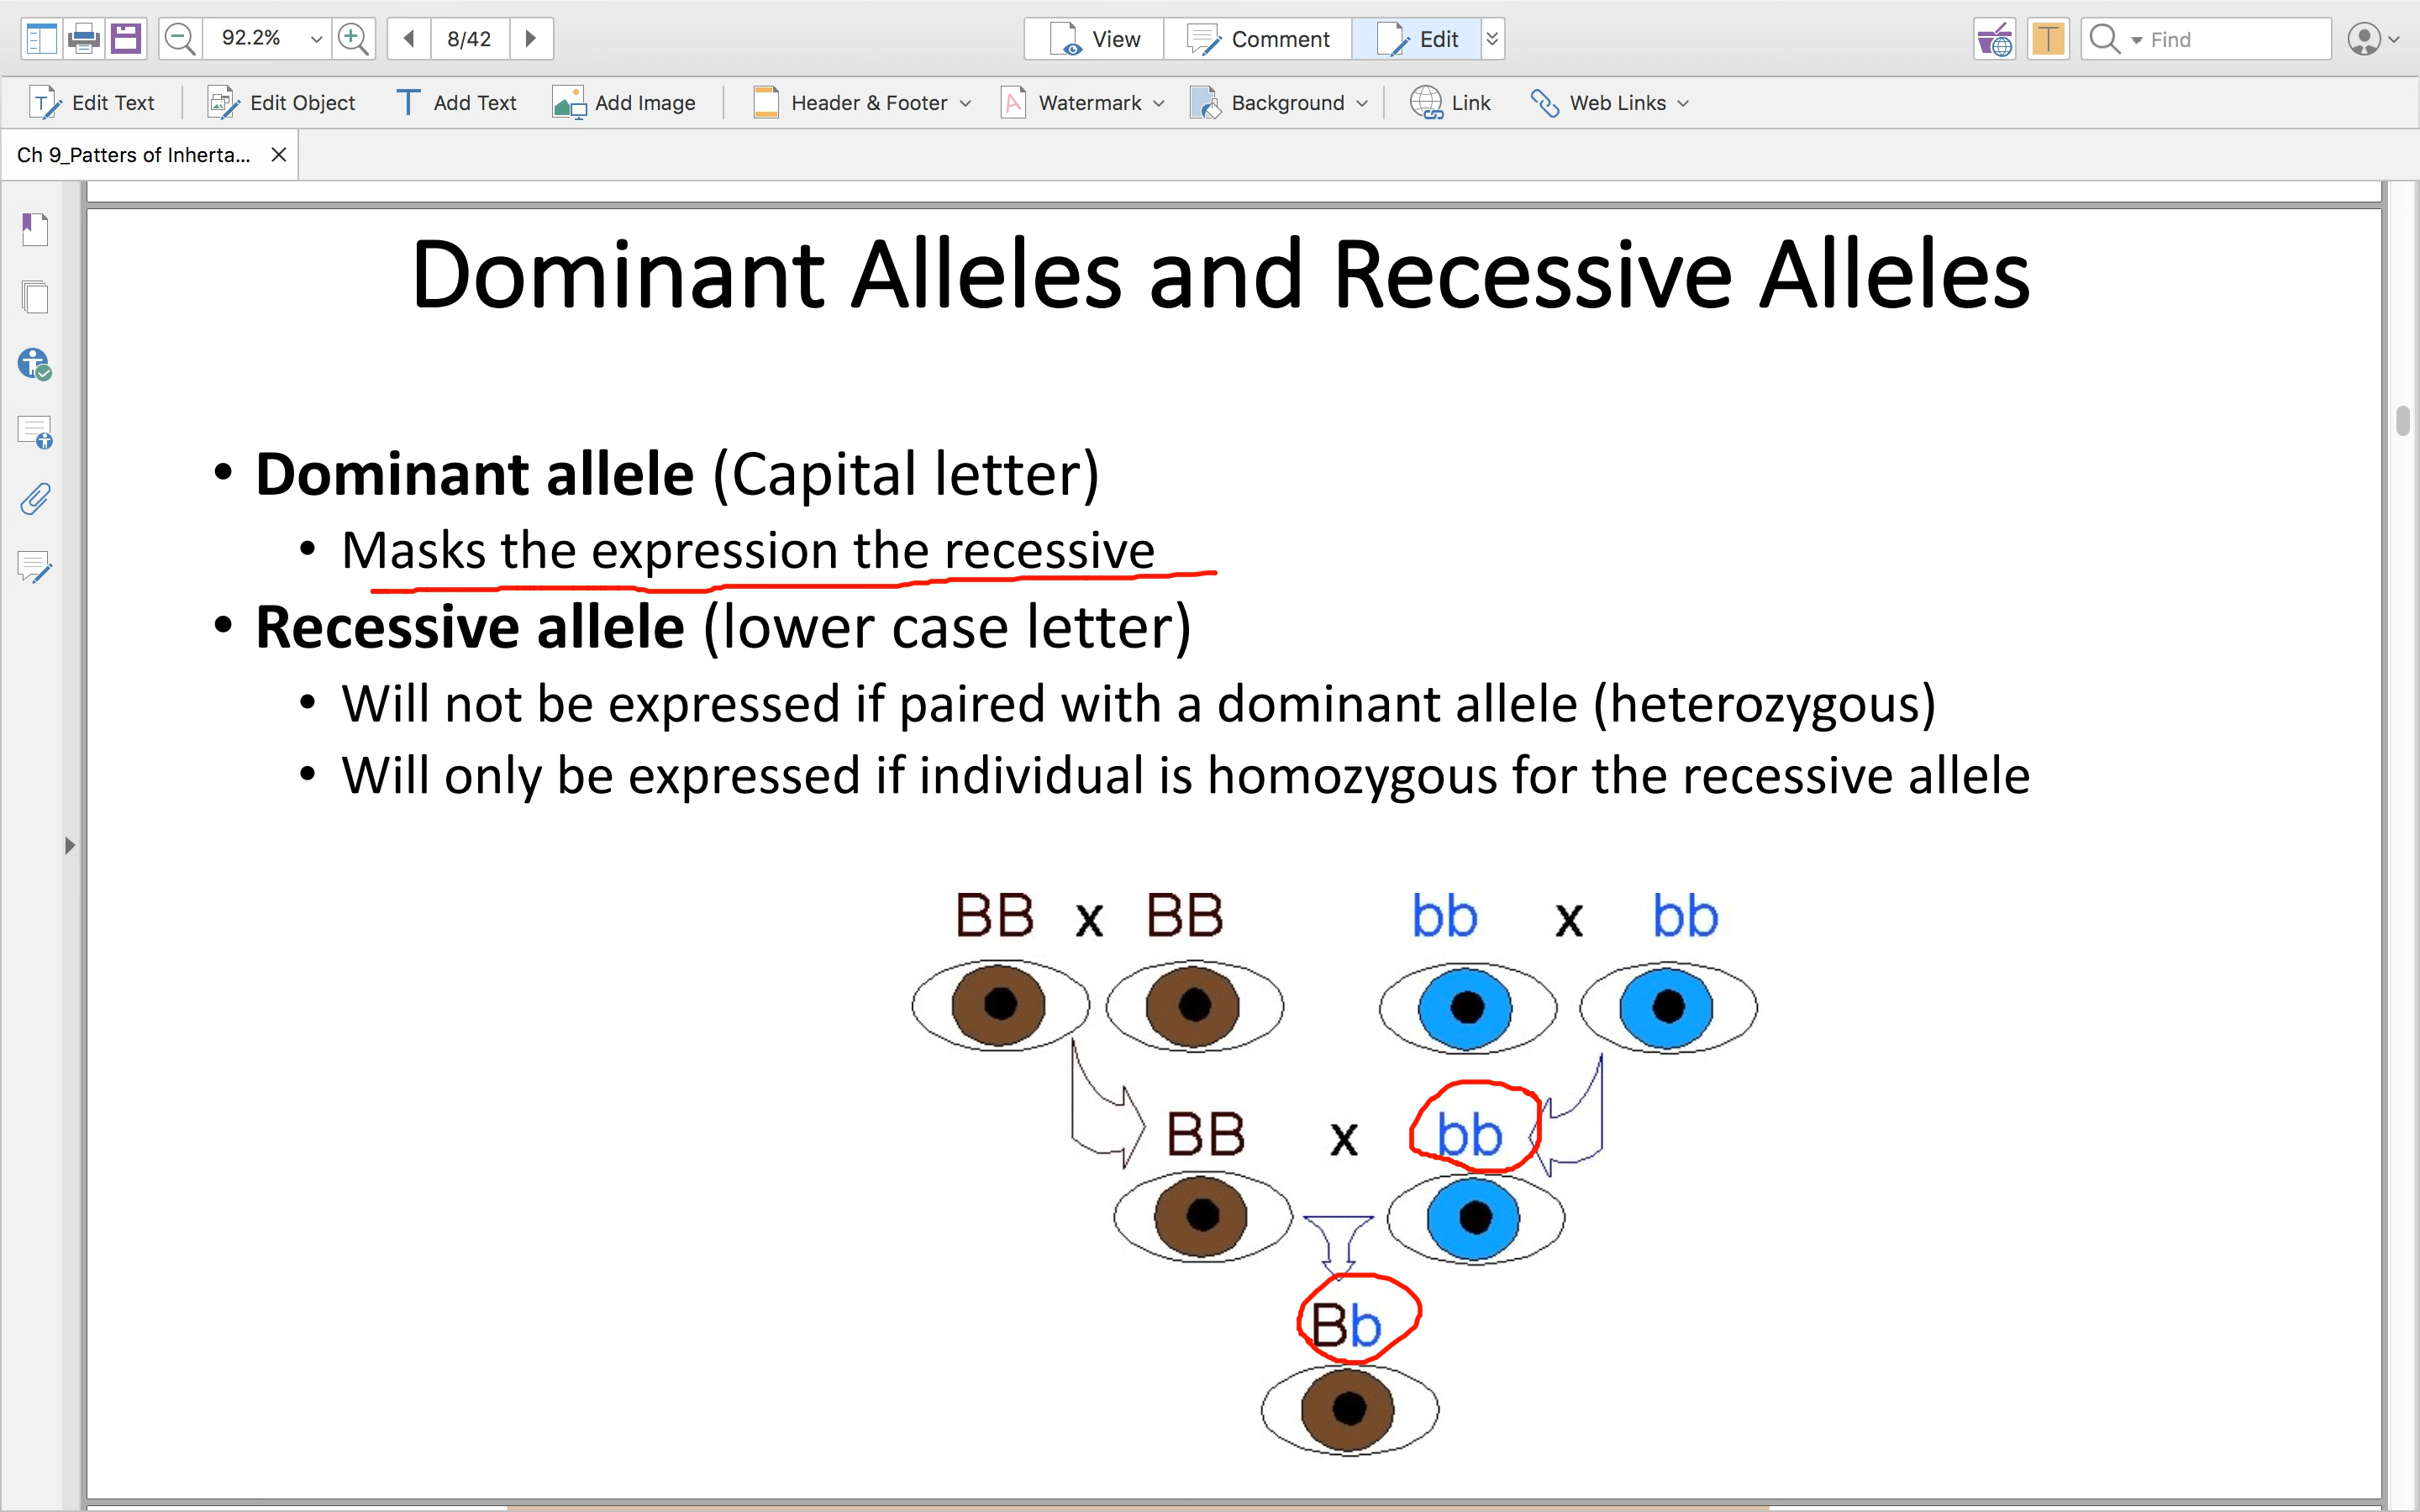 92.2%
8/42
View
Comment
Edit
Find
Edit Text
Edit Object
Add Text
Add Image
Header & Footer
Watermark
Background
Link
Web Links
Ch 9_Patters of Inherta...
Dominant Alleles and Recessive Alleles
• Dominant allele (Capital letter)
• Masks the expression the recessive
• Recessive allele (lower case letter)
• Will not be expressed if paired with a dominant allele (heterozygous)
• Will only be expressed if individual is homozygous for the recessive allele
BB x BB
bb x bb
BB x bb
Bb